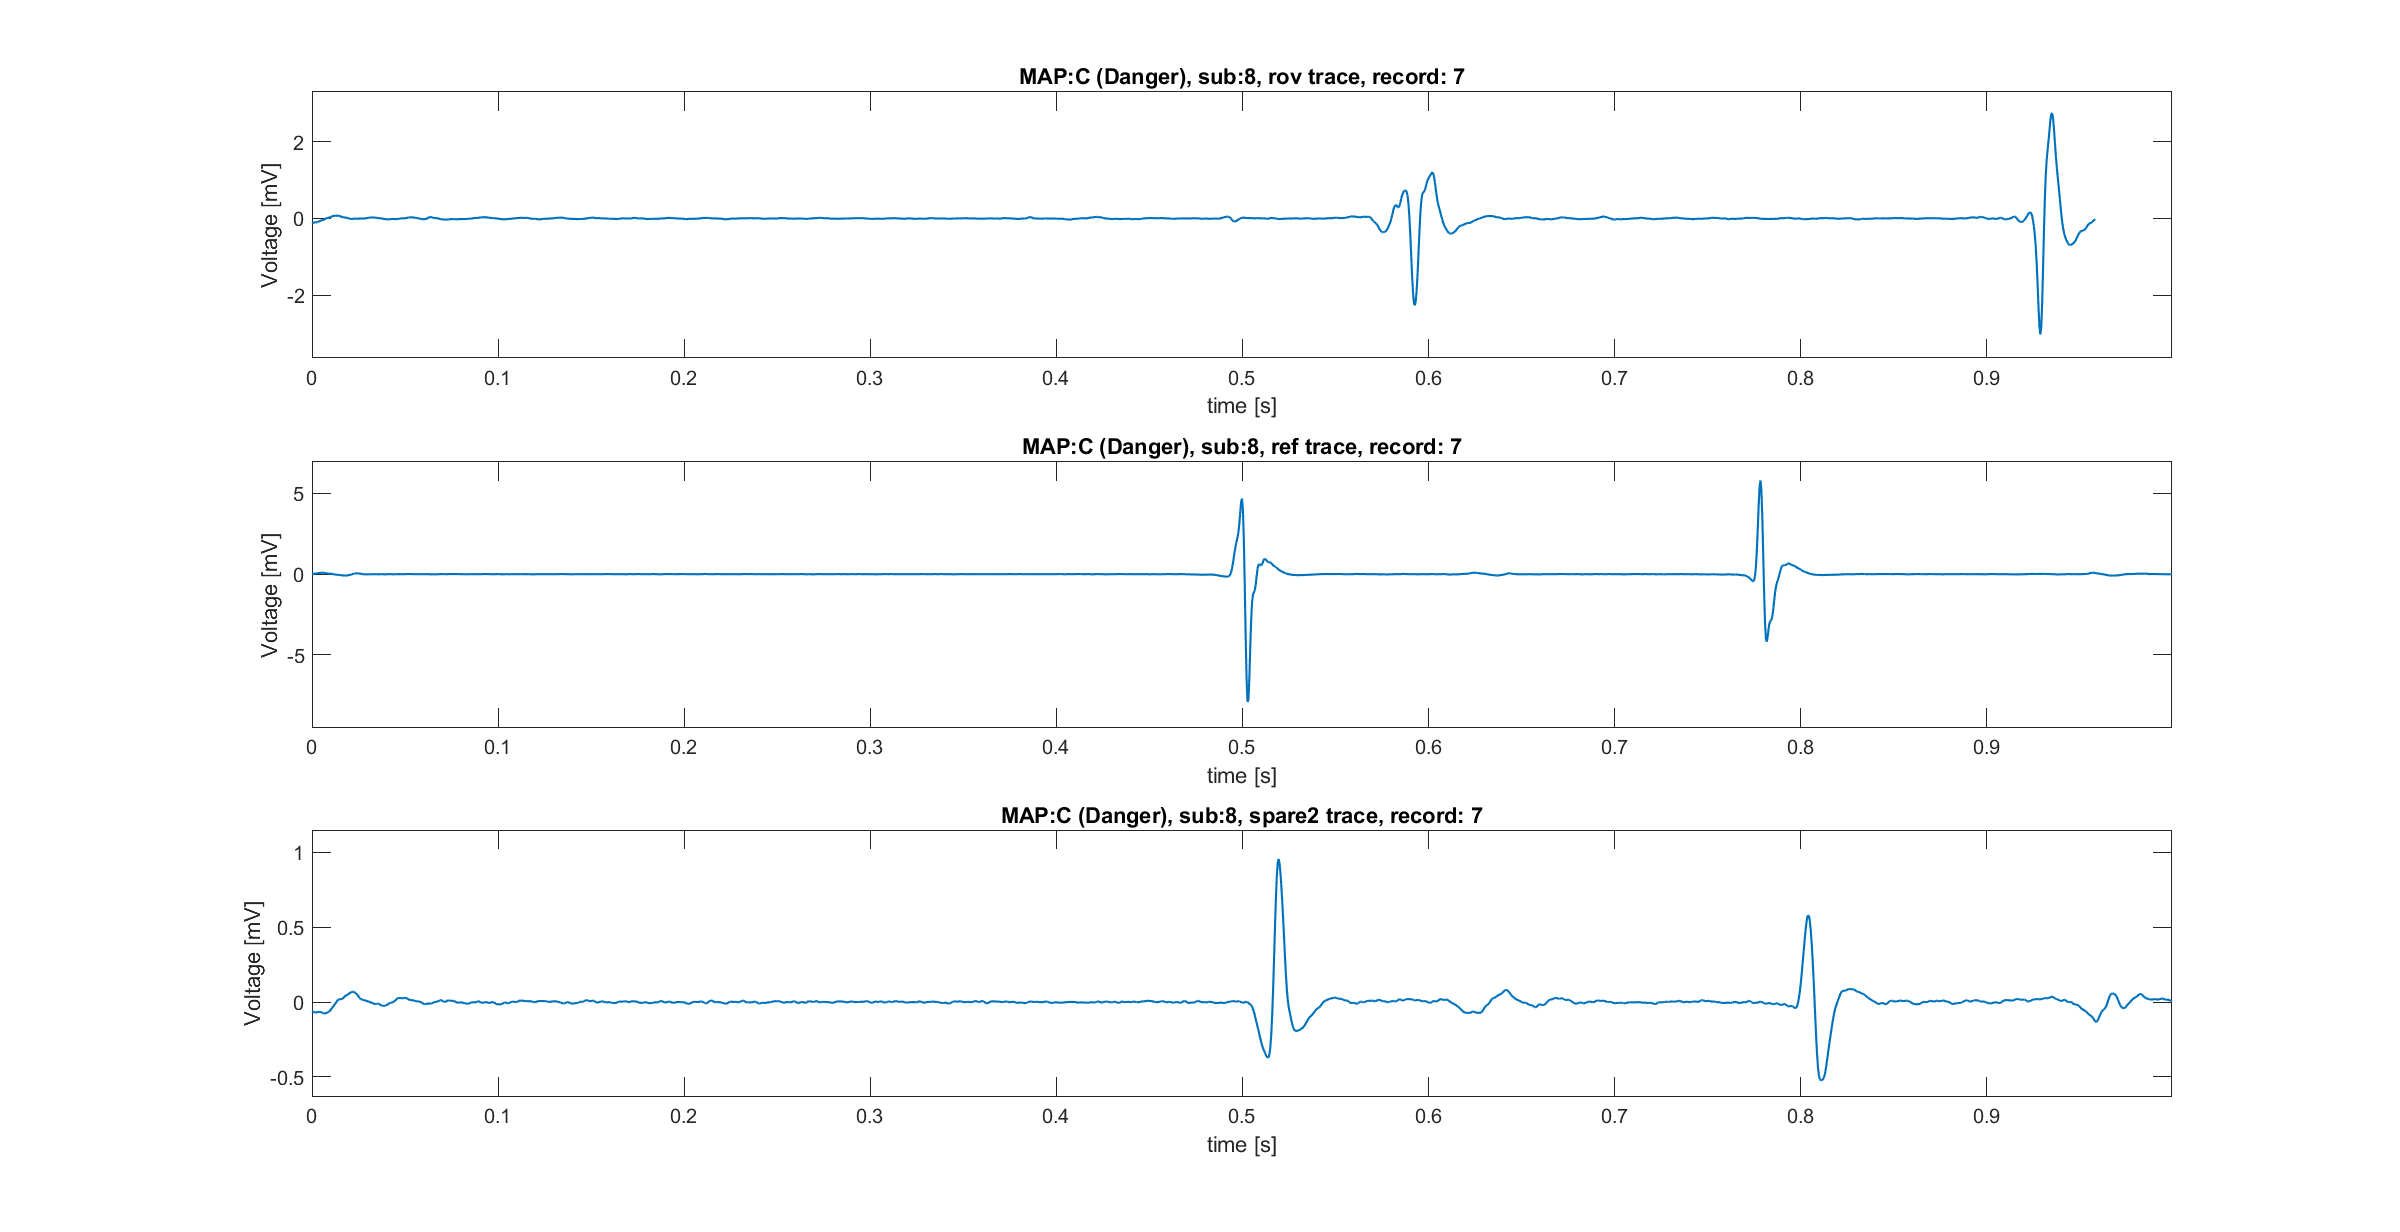 MAP:C (Danger), sub:8, rov trace, record: 7
2
0
-2
Voltage [mV]
0 0.1 0.2 0.3 0.4 0.5 0.6 0.7 0.8 0.9
time [s]
MAP:C (Danger), sub:8, ref trace, record: 7
5
0
-5
Voltage [mV]
0 0.1 0.2 0.3 0.4 0.5 0.6 0.7 0.8 0.9
time [s]
MAP:C (Danger), sub:8, spare2 trace, record: 7
1
0.5
0
-0.5
Voltage [mV]
0 0.1 0.2 0.3 0.4 0.5 0.6 0.7 0.8 0.9
time [s]